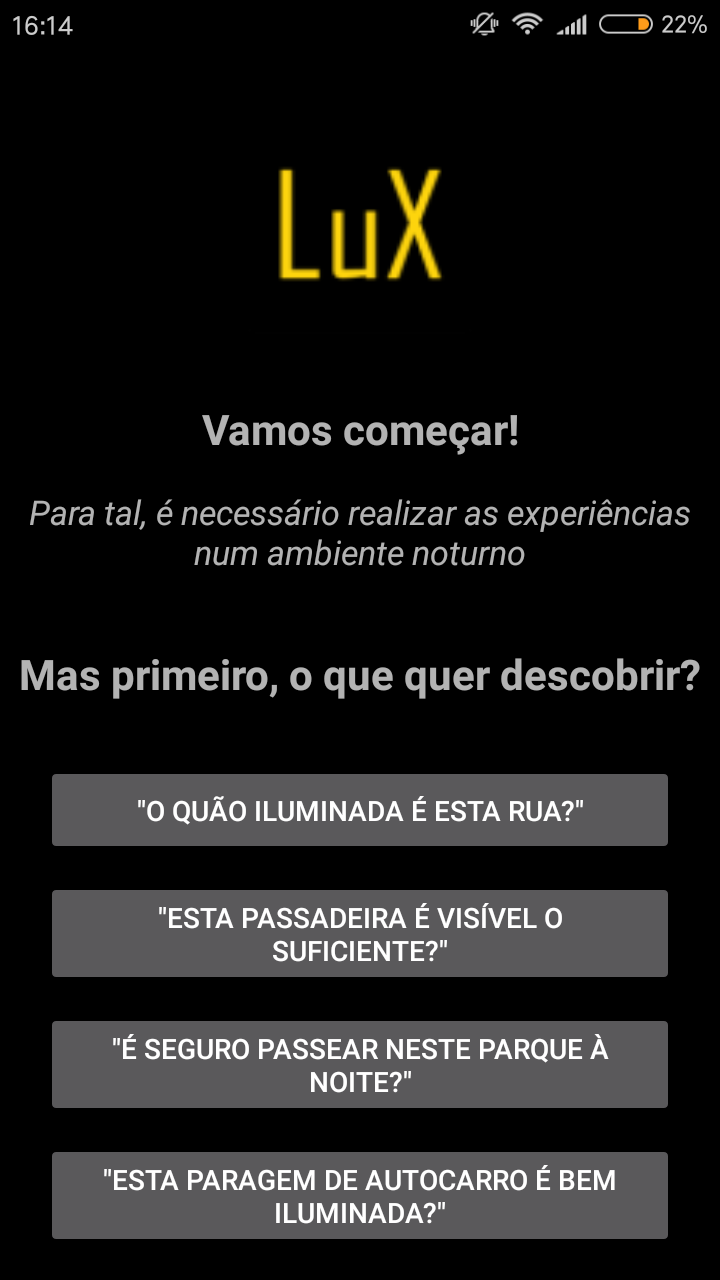 16:14
22%
LuX
Vamos começar!
Para tal, é necessário realizar as experiências
num ambiente noturno
Mas primeiro, o que quer descobrir?
"O QUÃO ILUMINADA É ESTA RUA?"
"ESTA PASSADEIRA É VISÍVEL O
SUFICIENTE?"
"É SEGURO PASSEAR NESTE PARQUE À
NOITE?"
"ESTA PARAGEM DE AUTOCARRO É BEM
ILUMINADA?"